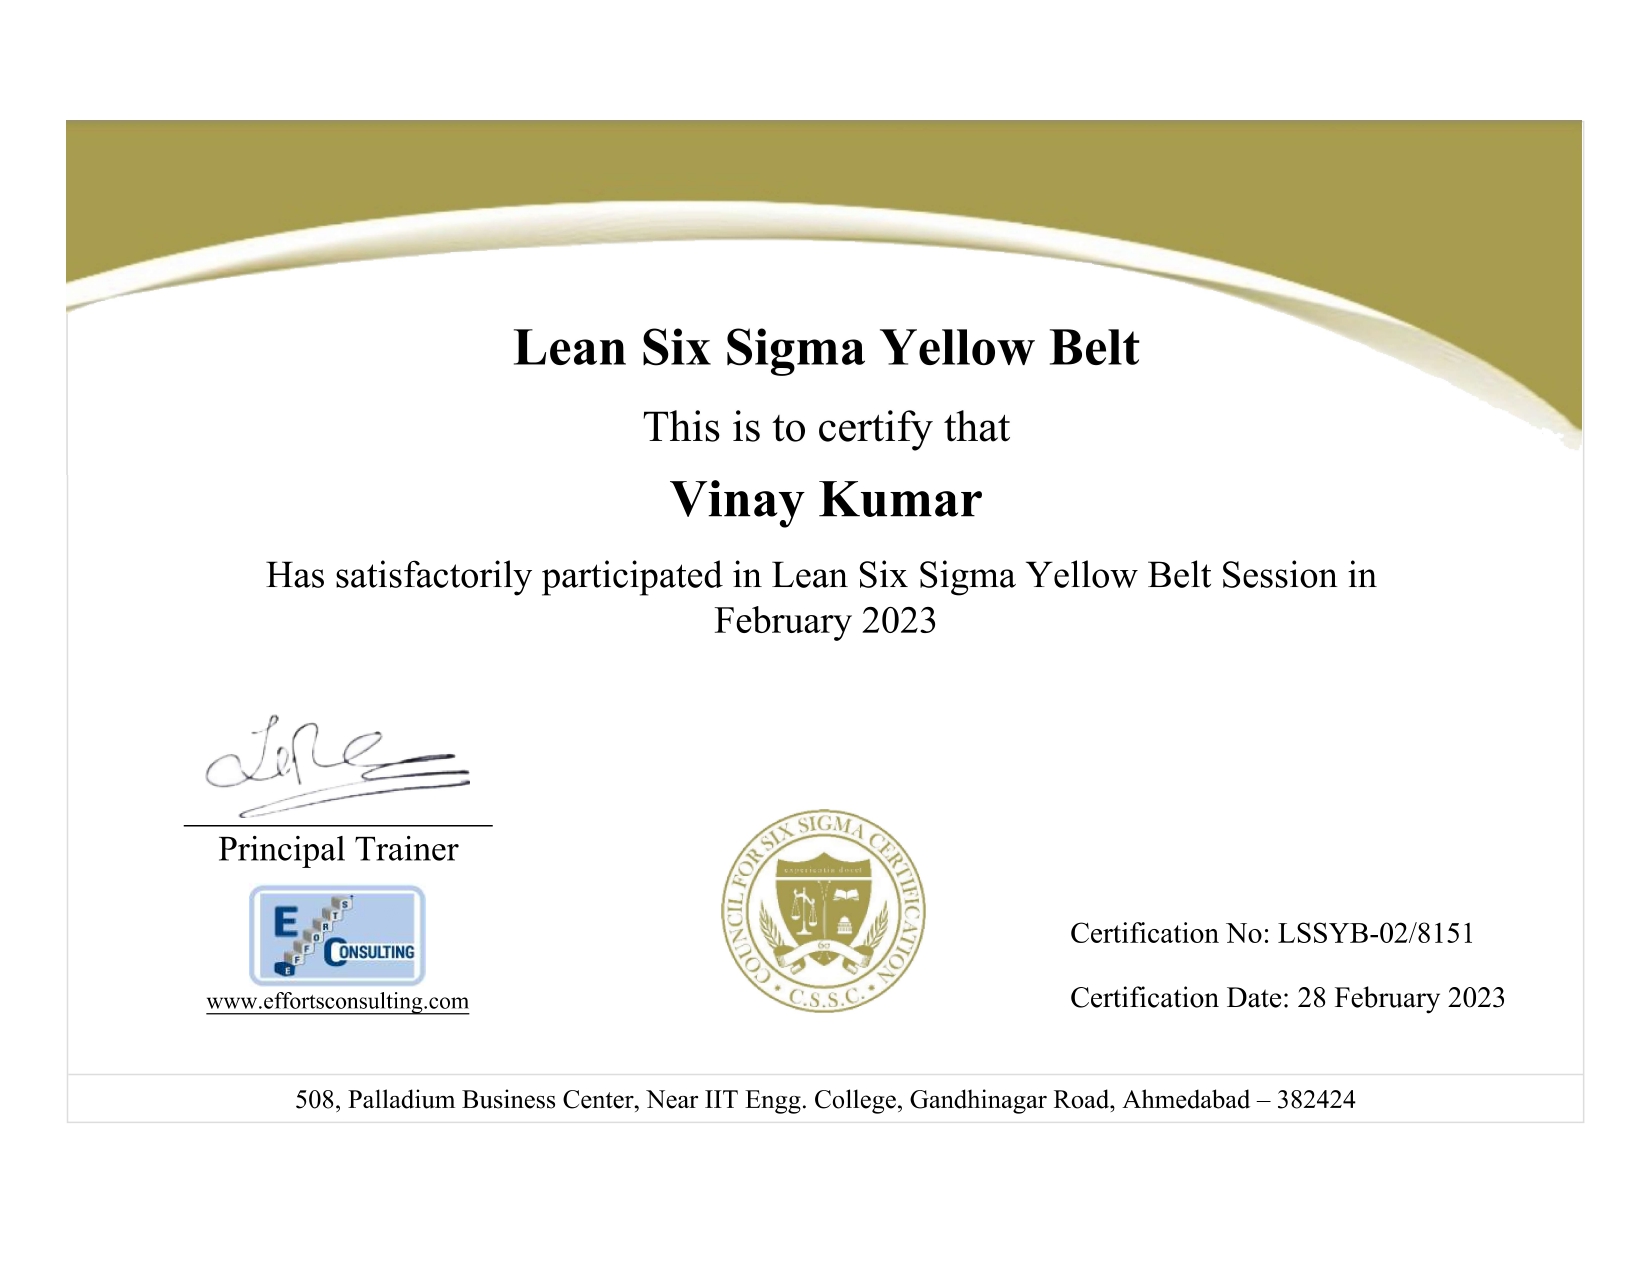 Lean Six Sigma Yellow Belt
This is to certify that
Vinay Kumar
Has satisfactorily participated in Lean Six Sigma Yellow Belt Session in
February 2023
Principal Trainer
EFFORTS
CONSULTING
www.effortsconsulting.com
COUNCIL FOR SIX SIGMA CERTIFICATION
experientia docet
6σ
• C.S.S.C. •
Certification No: LSSYB-02/8151
Certification Date: 28 February 2023
508, Palladium Business Center, Near IIT Engg. College, Gandhinagar Road, Ahmedabad – 382424